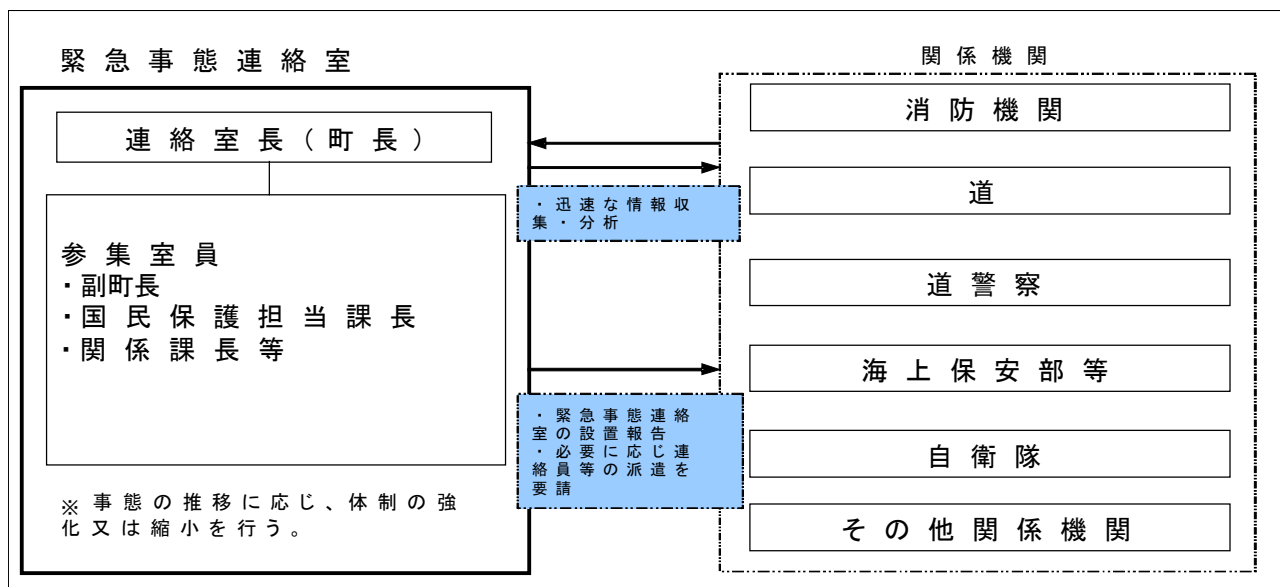 緊急事態連絡室
連絡室長(町長)
参集室員
・副町長
・国民保護担当課長
・関係課長等
※ 事態の推移に応じ、体制の強
化又は縮小を行う。
・迅速な情報収
集・分析
・緊急事態連絡
室の設置報告
・必要に応じ連
絡員等の派遣を
要請
関係機関
消防機関
道
道警察
海上保安部等
自衛隊
その他関係機関